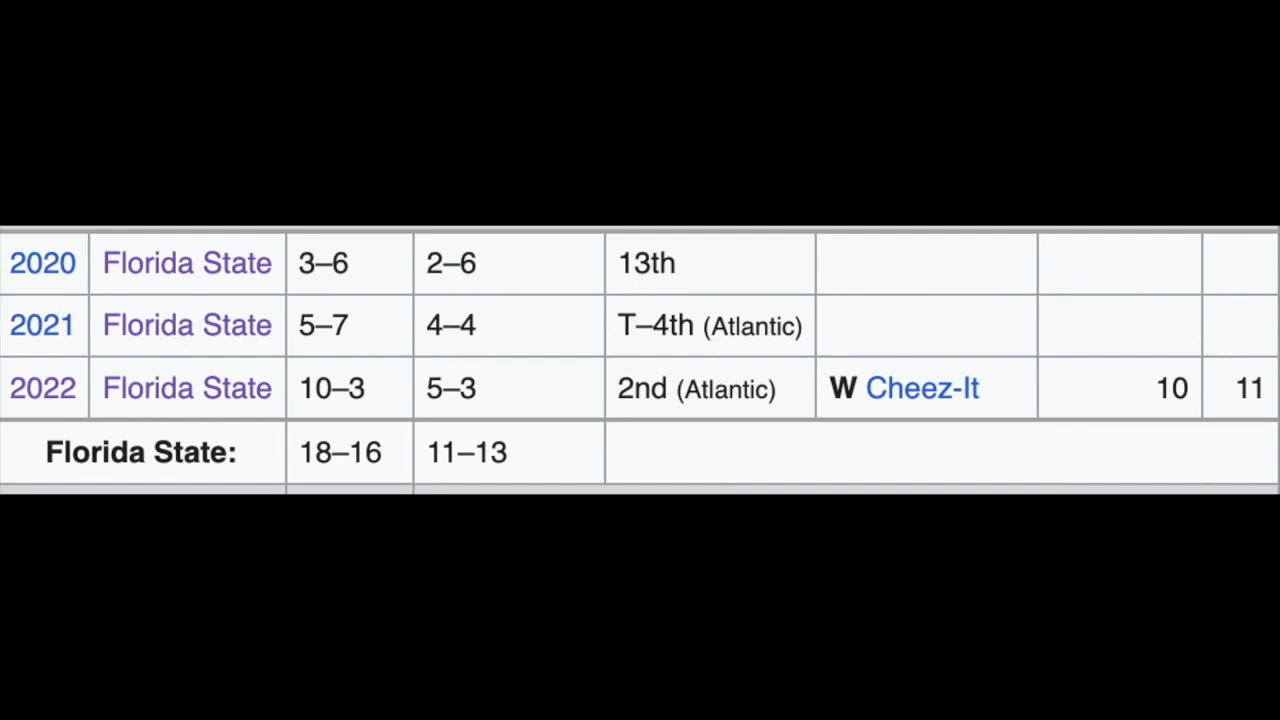 2020 Florida State 3–6 2–6 13th
2021 Florida State 5–7 4–4 T–4th (Atlantic)
2022 Florida State 10–3 5–3 2nd (Atlantic) W Cheez-It 10 11
Florida State: 18–16 11–13